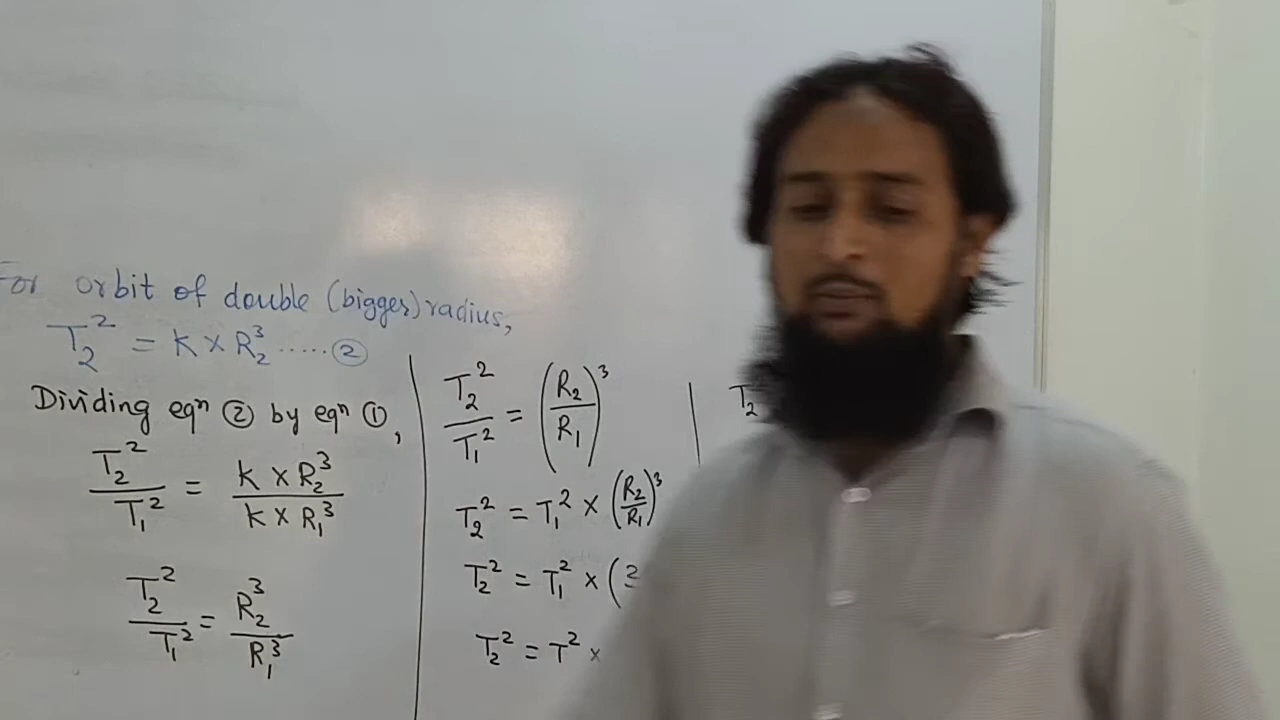 For orbit of double (bigger) radius,
T₂² = K × R₂³ ..... ②
Dividing eqⁿ ② by eqⁿ ①,
T₂²/T₁² = K × R₂³/K × R₁³
T₂²/T₁² = R₂³/R₁³
T₂²/T₁² = (R₂/R₁)³
T₂² = T₁² × (R₂/R₁)³
T₂² = T₁² × (
T₂² = T² ×
T₂